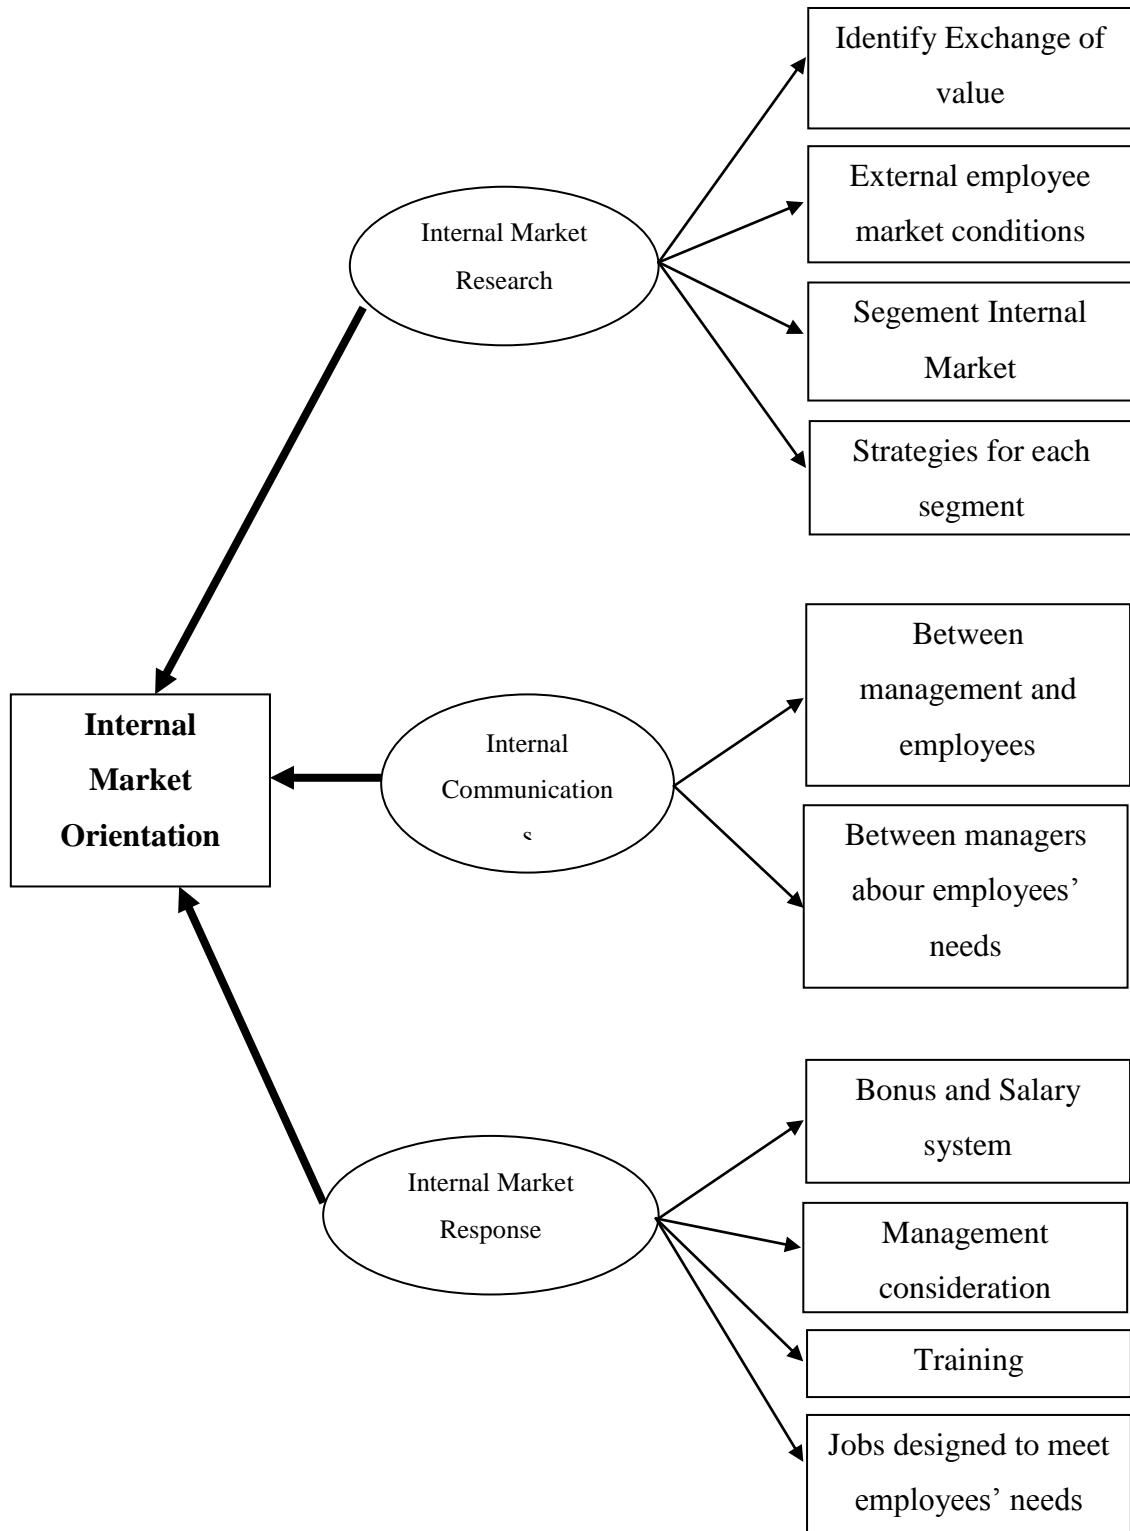 Identify Exchange of
value
External employee
market conditions
Internal Market
Research
Segement Internal
Market
Strategies for each
segment
Between
management and
employees
Internal
Market
Orientation
Internal
Communication
s
Between managers
abour employees’
needs
Bonus and Salary
system
Internal Market
Response
Management
consideration
Training
Jobs designed to meet
employees’ needs